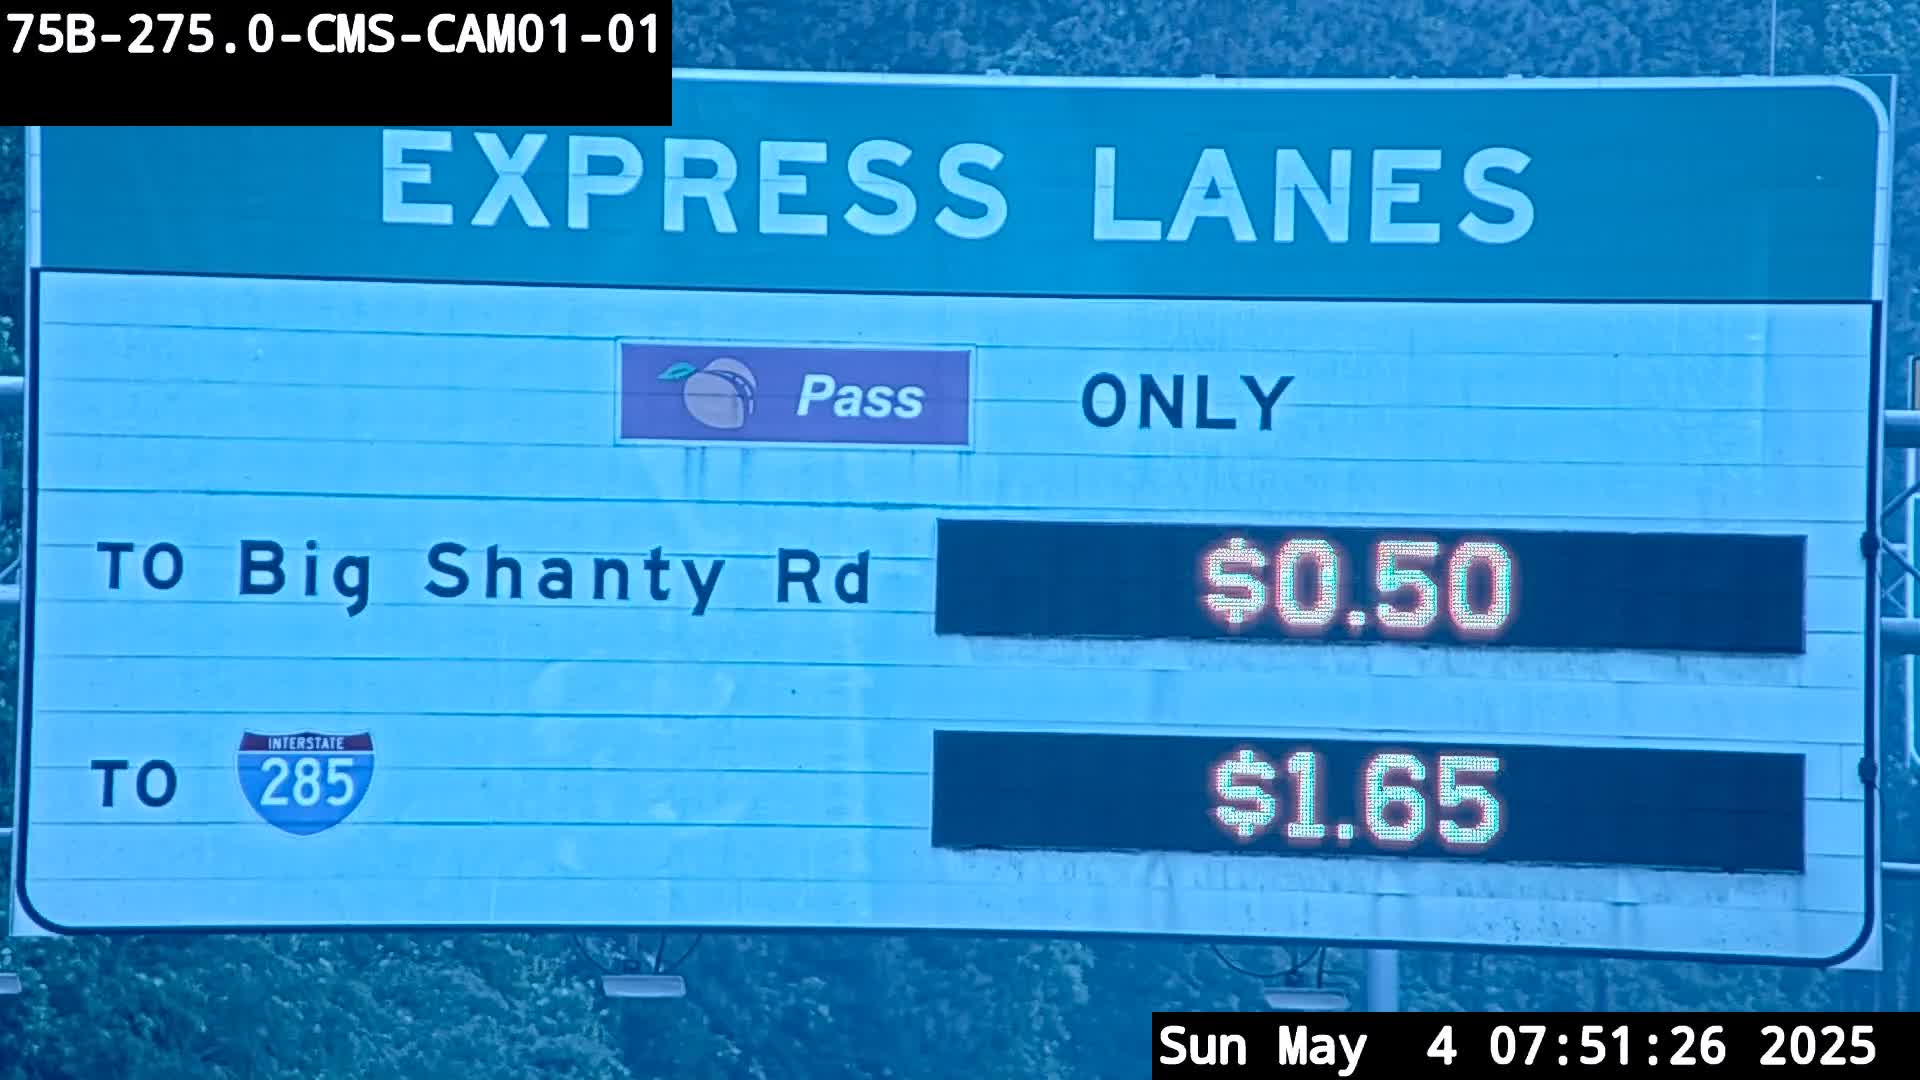 75B-275.0-CMS-CAM01-01
EXPRESS LANES
Pass ONLY
TO Big Shanty Rd $0.50
INTERSTATE
TO 285 $1.65
Sun May 4 07:51:26 2025